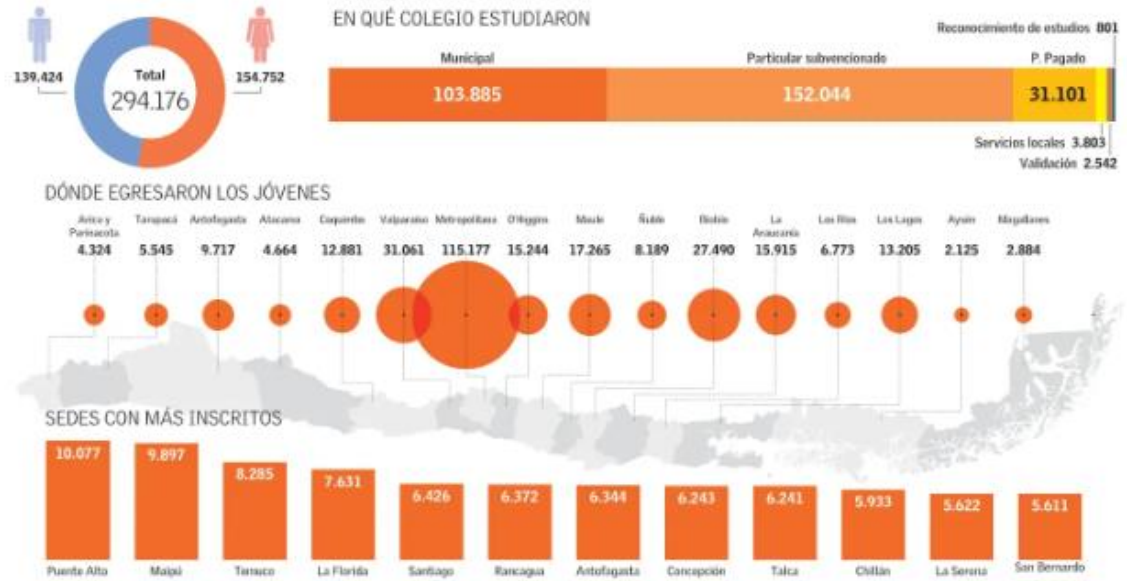 139.424
Total
294.176
154.752
EN QUÉ COLEGIO ESTUDIARON
Municipal
103.885
Particular subvencionado
152.044
P. Pagado
31.101
Reconocimiento de estudios 801
Servicios locales 3.803
Validación 2.542
DÓNDE EGRESARON LOS JÓVENES
Arica y Parinacota
4.324
Tarapacá
5.545
Antofagasta
9.717
Atacama
4.664
Coquimbo
12.881
Valparaíso
31.061
Metropolitana
115.177
O'Higgins
15.244
Maule
17.265
Ñuble
8.189
Biobío
27.490
La Araucanía
15.915
Los Ríos
6.773
Los Lagos
13.205
Aysén
2.125
Magallanes
2.884
SEDES CON MÁS INSCRITOS
10.077
Puente Alto
9.897
Maipú
8.285
Temuco
7.631
La Florida
6.426
Santiago
6.372
Rancagua
6.344
Antofagasta
6.243
Concepción
6.241
Talca
5.933
Chillán
5.622
La Serena
5.611
San Bernardo